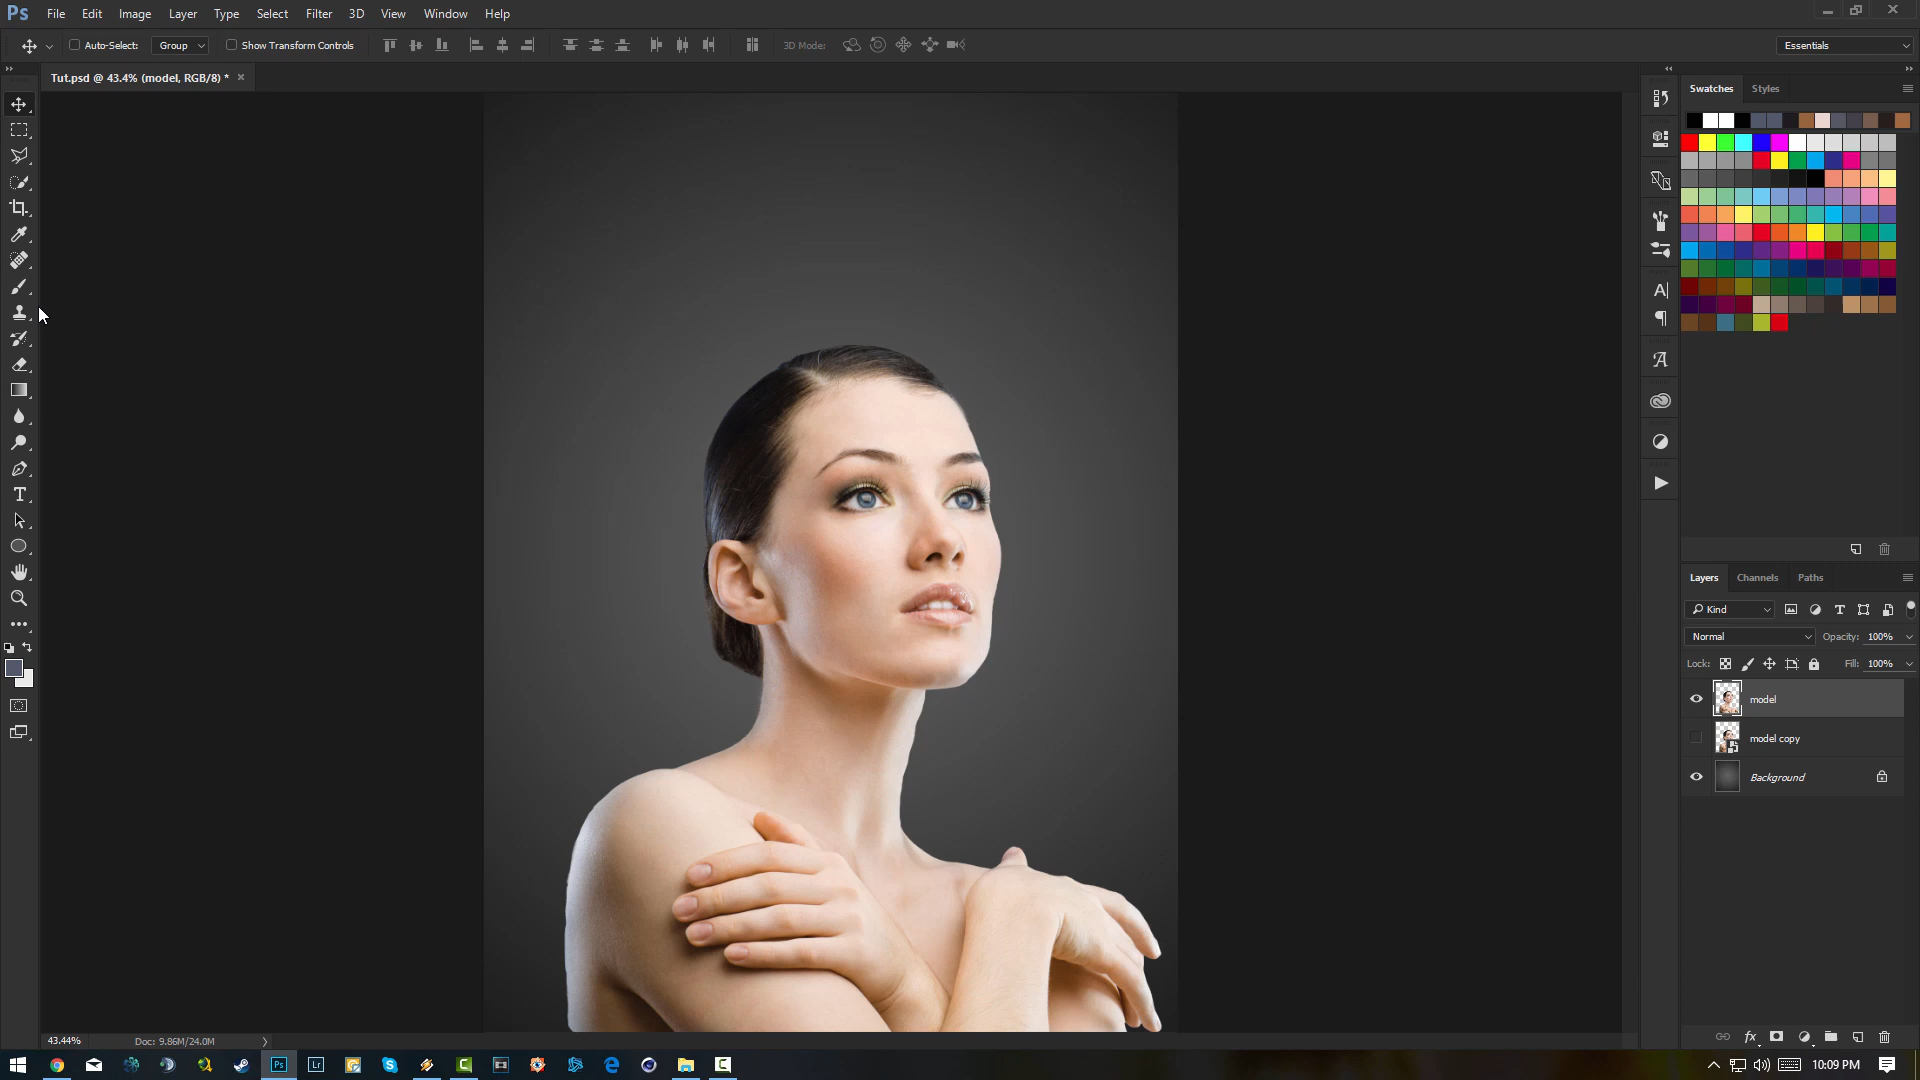 Ps File Edit Image Layer Type Select Filter 3D View Window Help
Auto-Select: Group Show Transform Controls 3D Mode: Essentials
Tut.psd @ 43.4% (model, RGB/8) * ×
Swatches Styles
Layers Channels Paths
Kind
Normal Opacity: 100%
Lock: Fill: 100%
model
model copy
Background
43.44% Doc: 9.86M/24.0M
Ps Lr 10:09 PM